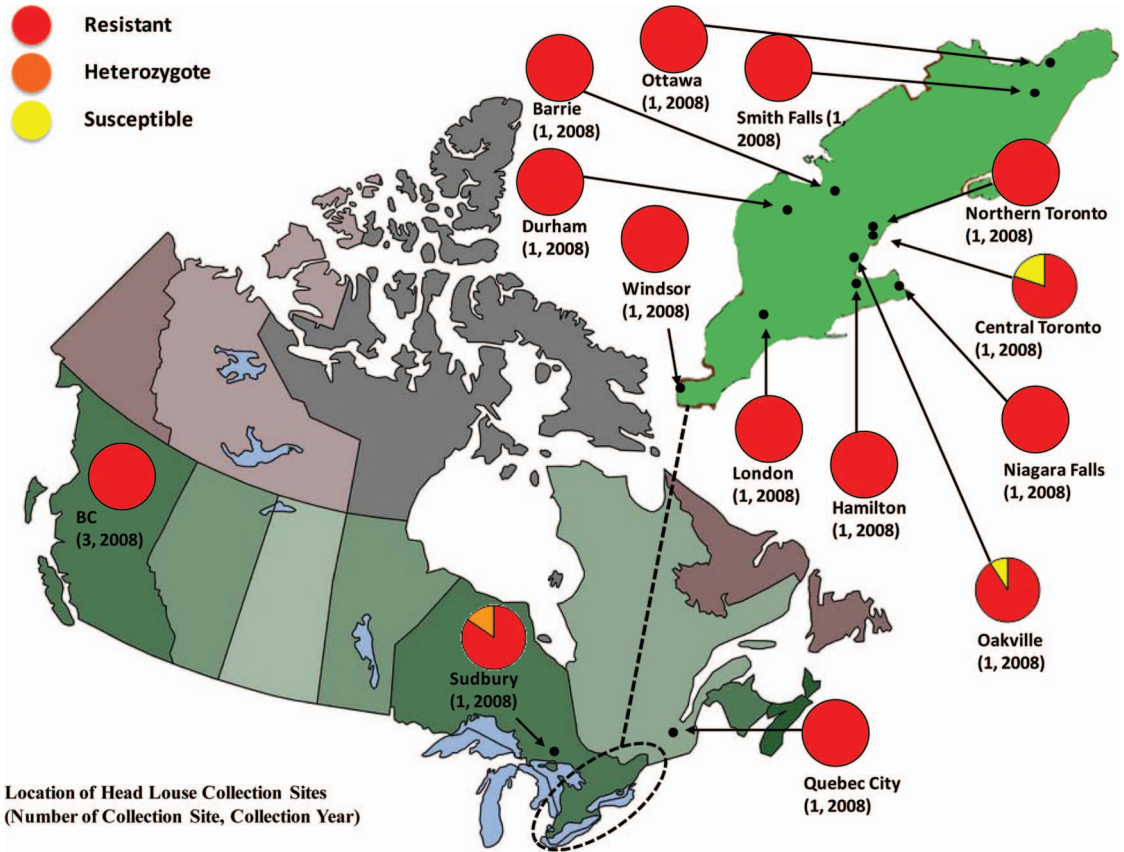 Resistant
Heterozygote
Susceptible
Ottawa
(1, 2008)
Barrie
(1, 2008)
Smith Falls (1,
2008)
Durham
(1, 2008)
Northern Toronto
(1, 2008)
Windsor
(1, 2008)
Central Toronto
(1, 2008)
London
(1, 2008)
Hamilton
(1, 2008)
Niagara Falls
(1, 2008)
BC
(3, 2008)
Oakville
(1, 2008)
Sudbury
(1, 2008)
Quebec City
(1, 2008)
Location of Head Louse Collection Sites
(Number of Collection Site, Collection Year)